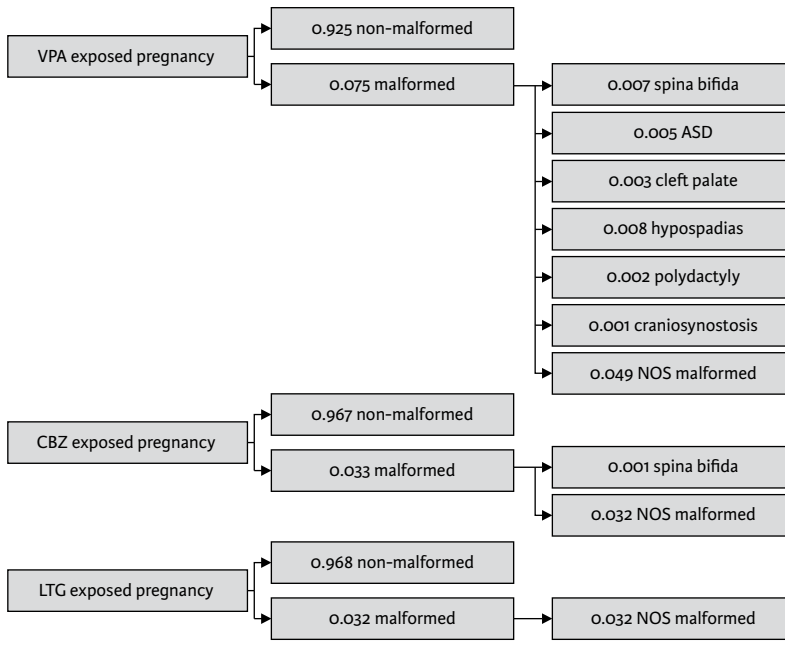 0.925 non-malformed
VPA exposed pregnancy
0.075 malformed
0.007 spina bifida
0.005 ASD
0.003 cleft palate
0.008 hypospadias
0.002 polydactyly
0.001 craniosynostosis
0.049 NOS malformed
0.967 non-malformed
CBZ exposed pregnancy
0.033 malformed
0.001 spina bifida
0.032 NOS malformed
0.968 non-malformed
LTG exposed pregnancy
0.032 malformed
0.032 NOS malformed